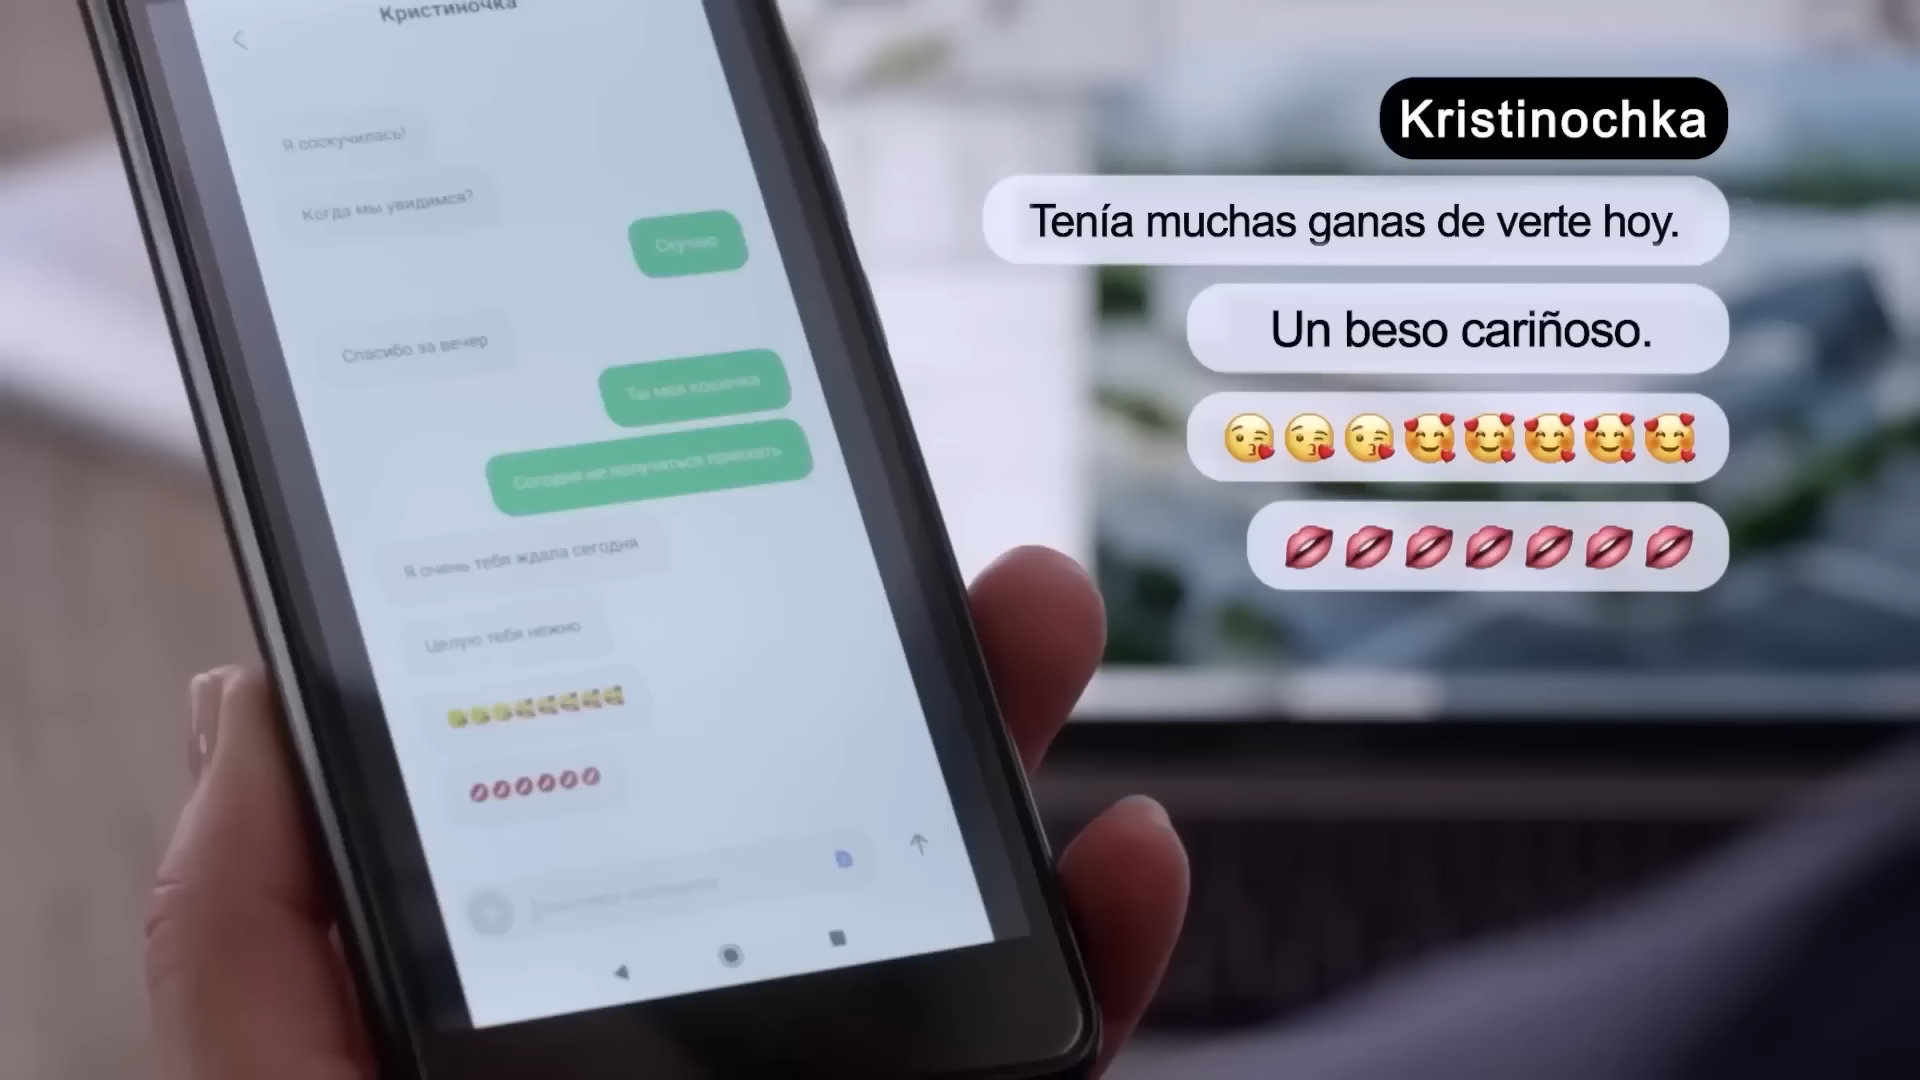 Кристиночка
Я соскучилась!
Когда мы увидимся?
Скучаю
Спасибо за вечер
Ты моя кошечка
Сегодня не получиться приехать
Я очень тебя ждала сегодня
Целую тебя нежно
Kristinochka
Tenía muchas ganas de verte hoy.
Un beso cariñoso.